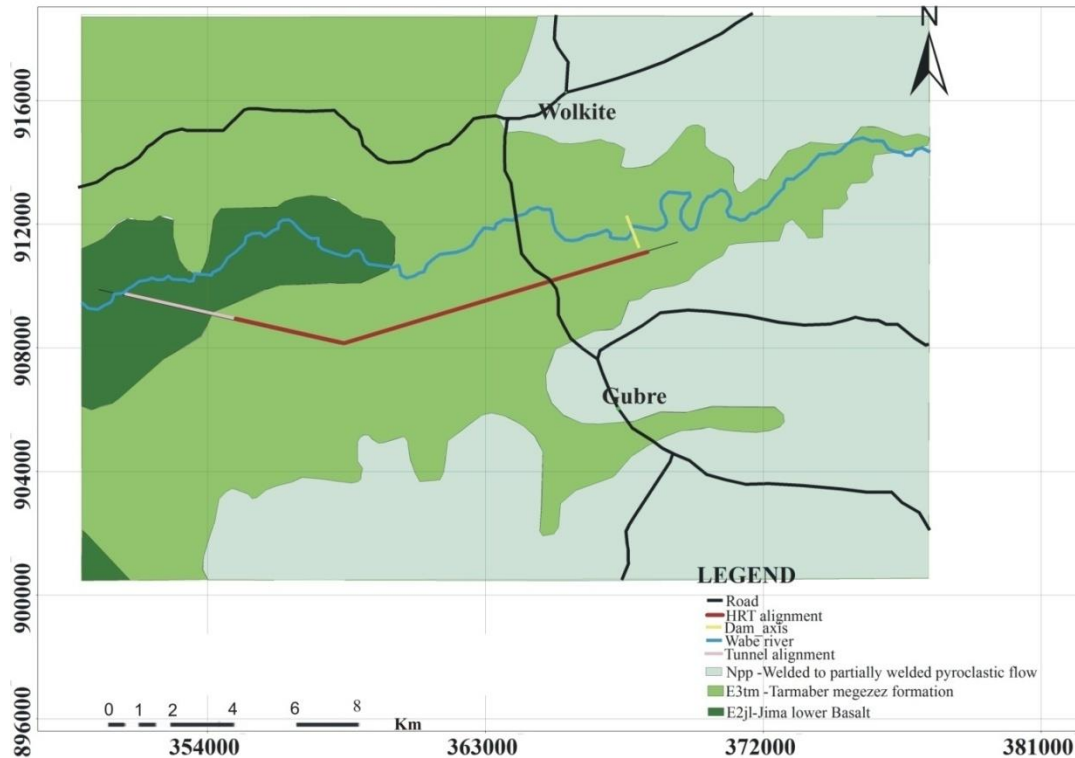 N
916000
Wolkite
912000
908000
Gubre
904000
LEGEND
900000
Road
HRT alignment
Dam_axis
Wabe river
Tunnel alignment
Npp -Welded to partially welded pyroclastic flow
E3tm -Tarmaber megezez formation
E2jl-Jima lower Basalt
896000
0 1 2 4 6 8
Km
354000 363000 372000 381000